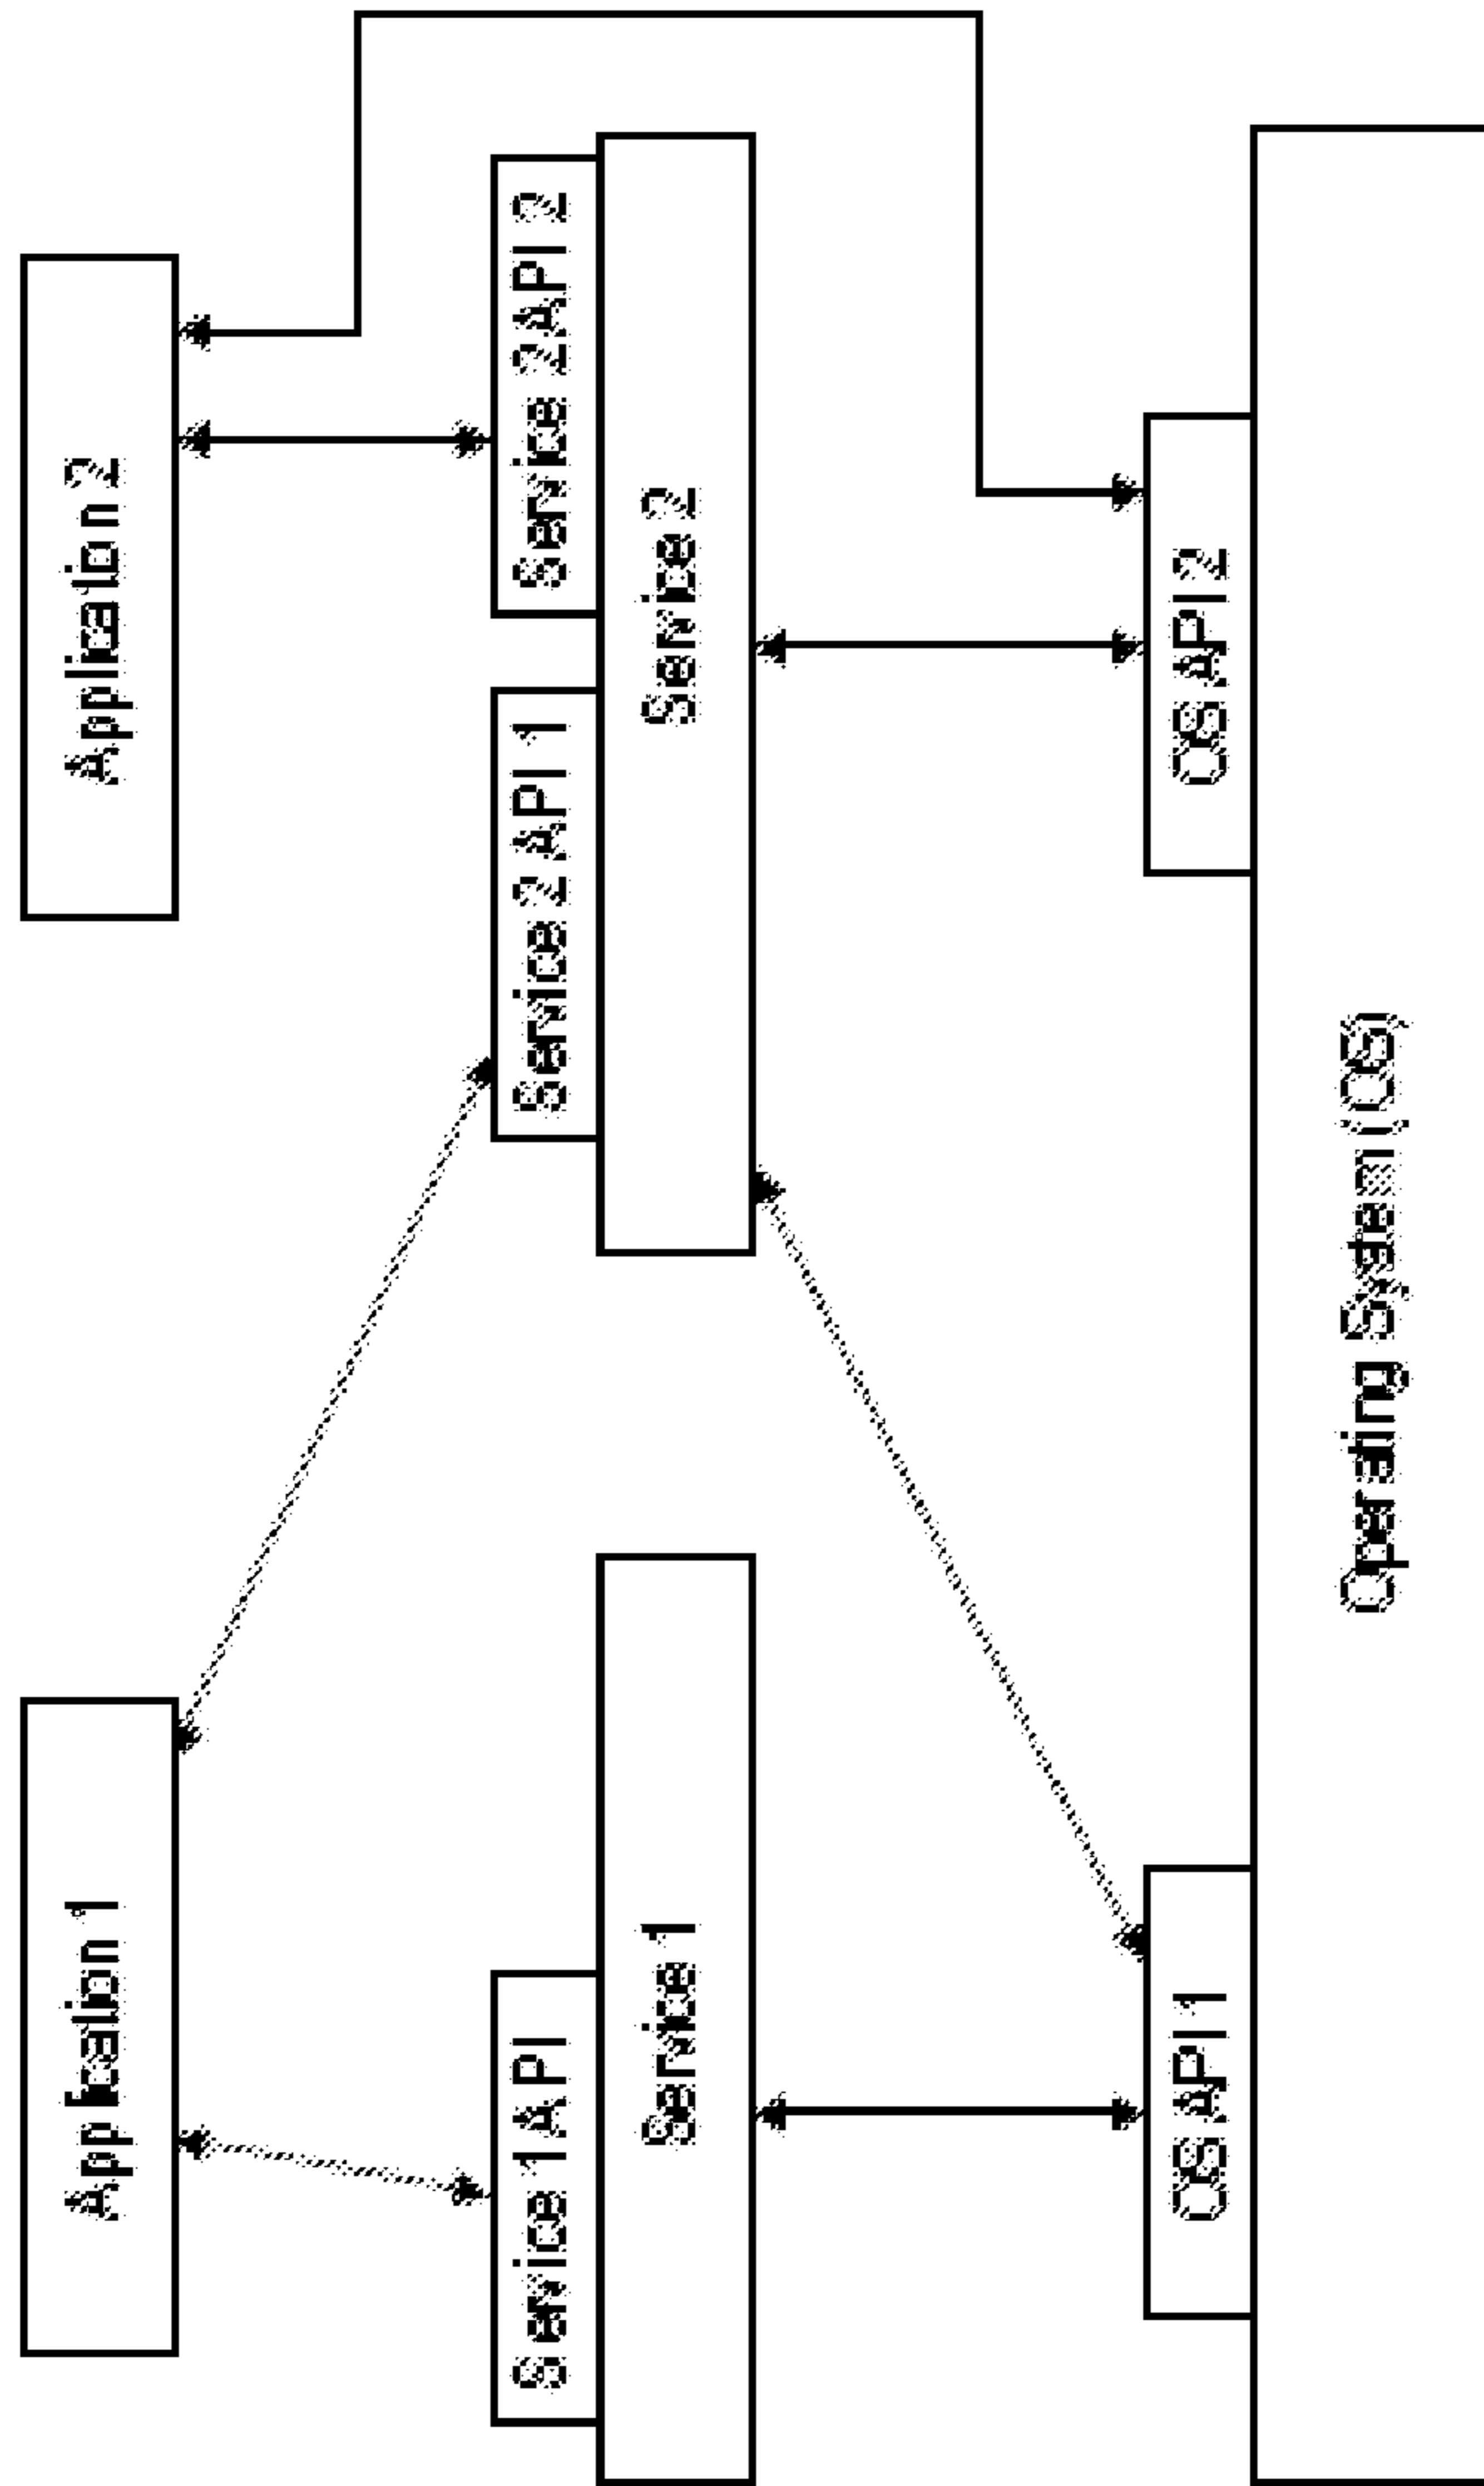 Application 1
Application 2
Service 1 API
Service 2 API 1
Service 2 API 2
Service 1
Service 2
OS API 1
OS API 2
Operating System (OS)